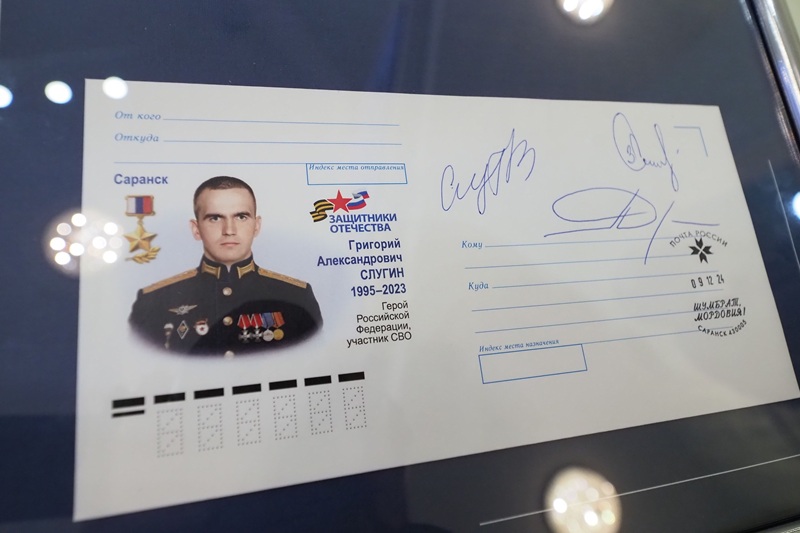 От кого
Откуда
Индекс места отправления
Саранск
ЗАЩИТНИКИ
ОТЕЧЕСТВА
Григорий
Александрович
СЛУГИН
1995–2023
Герой
Российской
Федерации,
участник СВО
Кому
Куда
Индекс места назначения
ПОЧТА РОССИИ
09 12 24
ШУМБРАТ,
МОРДОВИЯ!
САРАНСК 430005